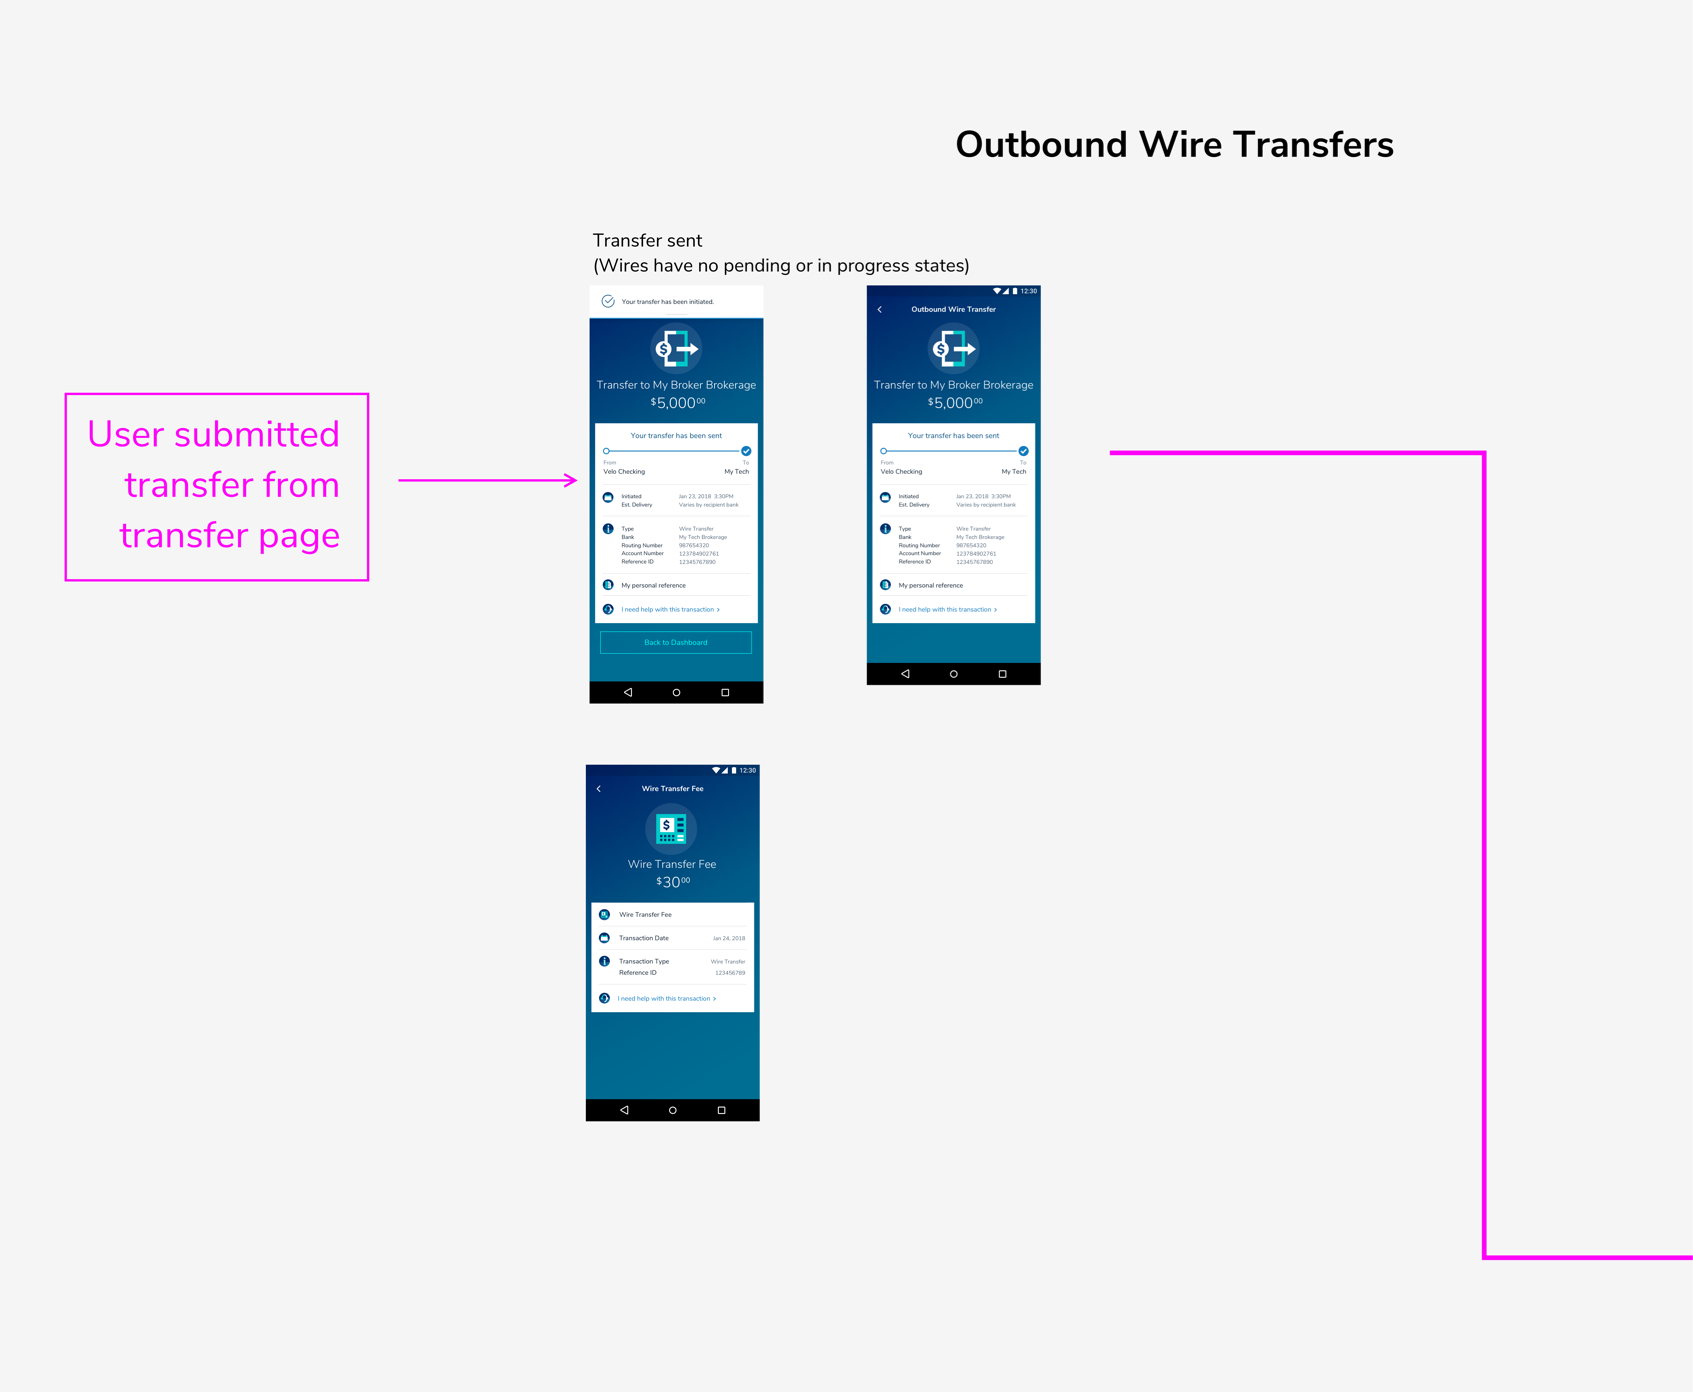 Outbound Wire Transfers
Transfer sent
(Wires have no pending or in progress states)
User submitted
transfer from
transfer page
Your transfer has been initiated.
$
Transfer to My Broker Brokerage
$5,000 00
Your transfer has been sent
From To
Velo Checking My Tech
Initiated Jan 23, 2018 3:30PM
Est. Delivery Varies by recipient bank
Type Wire Transfer
Bank My Tech Brokerage
Routing Number 987654320
Account Number 123784902761
Reference ID 12345767890
My personal reference
I need help with this transaction >
Back to Dashboard
12:30
Outbound Wire Transfer
$
Transfer to My Broker Brokerage
$5,000 00
Your transfer has been sent
From To
Velo Checking My Tech
Initiated Jan 23, 2018 3:30PM
Est. Delivery Varies by recipient bank
Type Wire Transfer
Bank My Tech Brokerage
Routing Number 987654320
Account Number 123784902761
Reference ID 12345767890
My personal reference
I need help with this transaction >
12:30
Wire Transfer Fee
$
Wire Transfer Fee
$30 00
Wire Transfer Fee
Transaction Date Jan 24, 2018
Transaction Type Wire Transfer
Reference ID 123456789
I need help with this transaction >